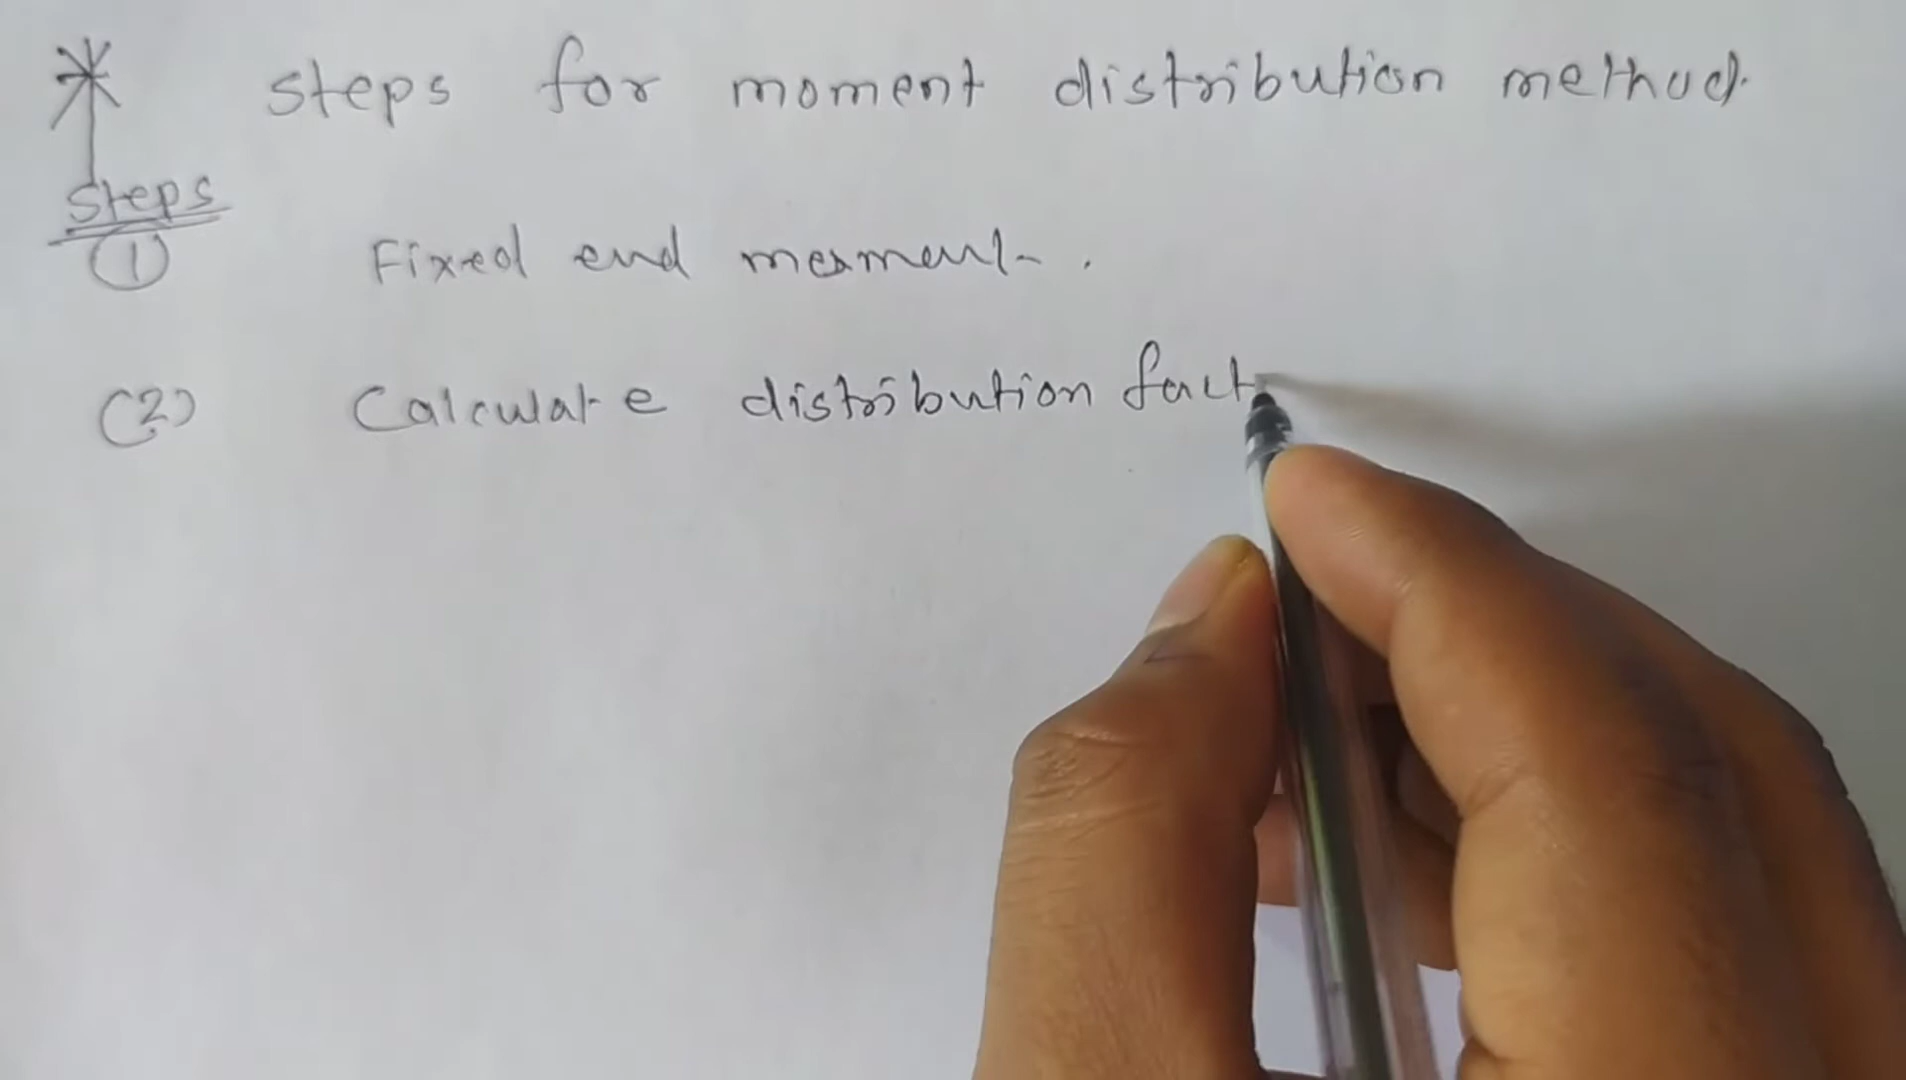 steps for moment distribution method.
Steps
1 Fixed end moment.
(2) Calculate distribution fact